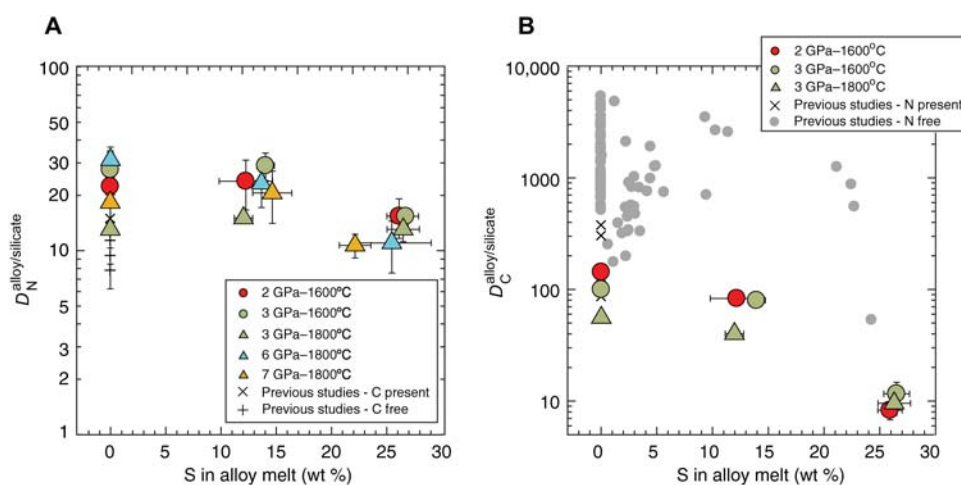 A
100
50
30
20
10
5
3
2
1
D_N^alloy/silicate
0
5
10
15
20
25
30
S in alloy melt (wt %)
2 GPa–1600ºC
3 GPa–1600ºC
3 GPa–1800ºC
6 GPa–1800ºC
7 GPa–1800ºC
Previous studies - C present
Previous studies - C free
B
10,000
1000
100
10
D_C^alloy/silicate
0
5
10
15
20
25
30
S in alloy melt (wt %)
2 GPa–1600ºC
3 GPa–1600ºC
3 GPa–1800ºC
Previous studies - N present
Previous studies - N free